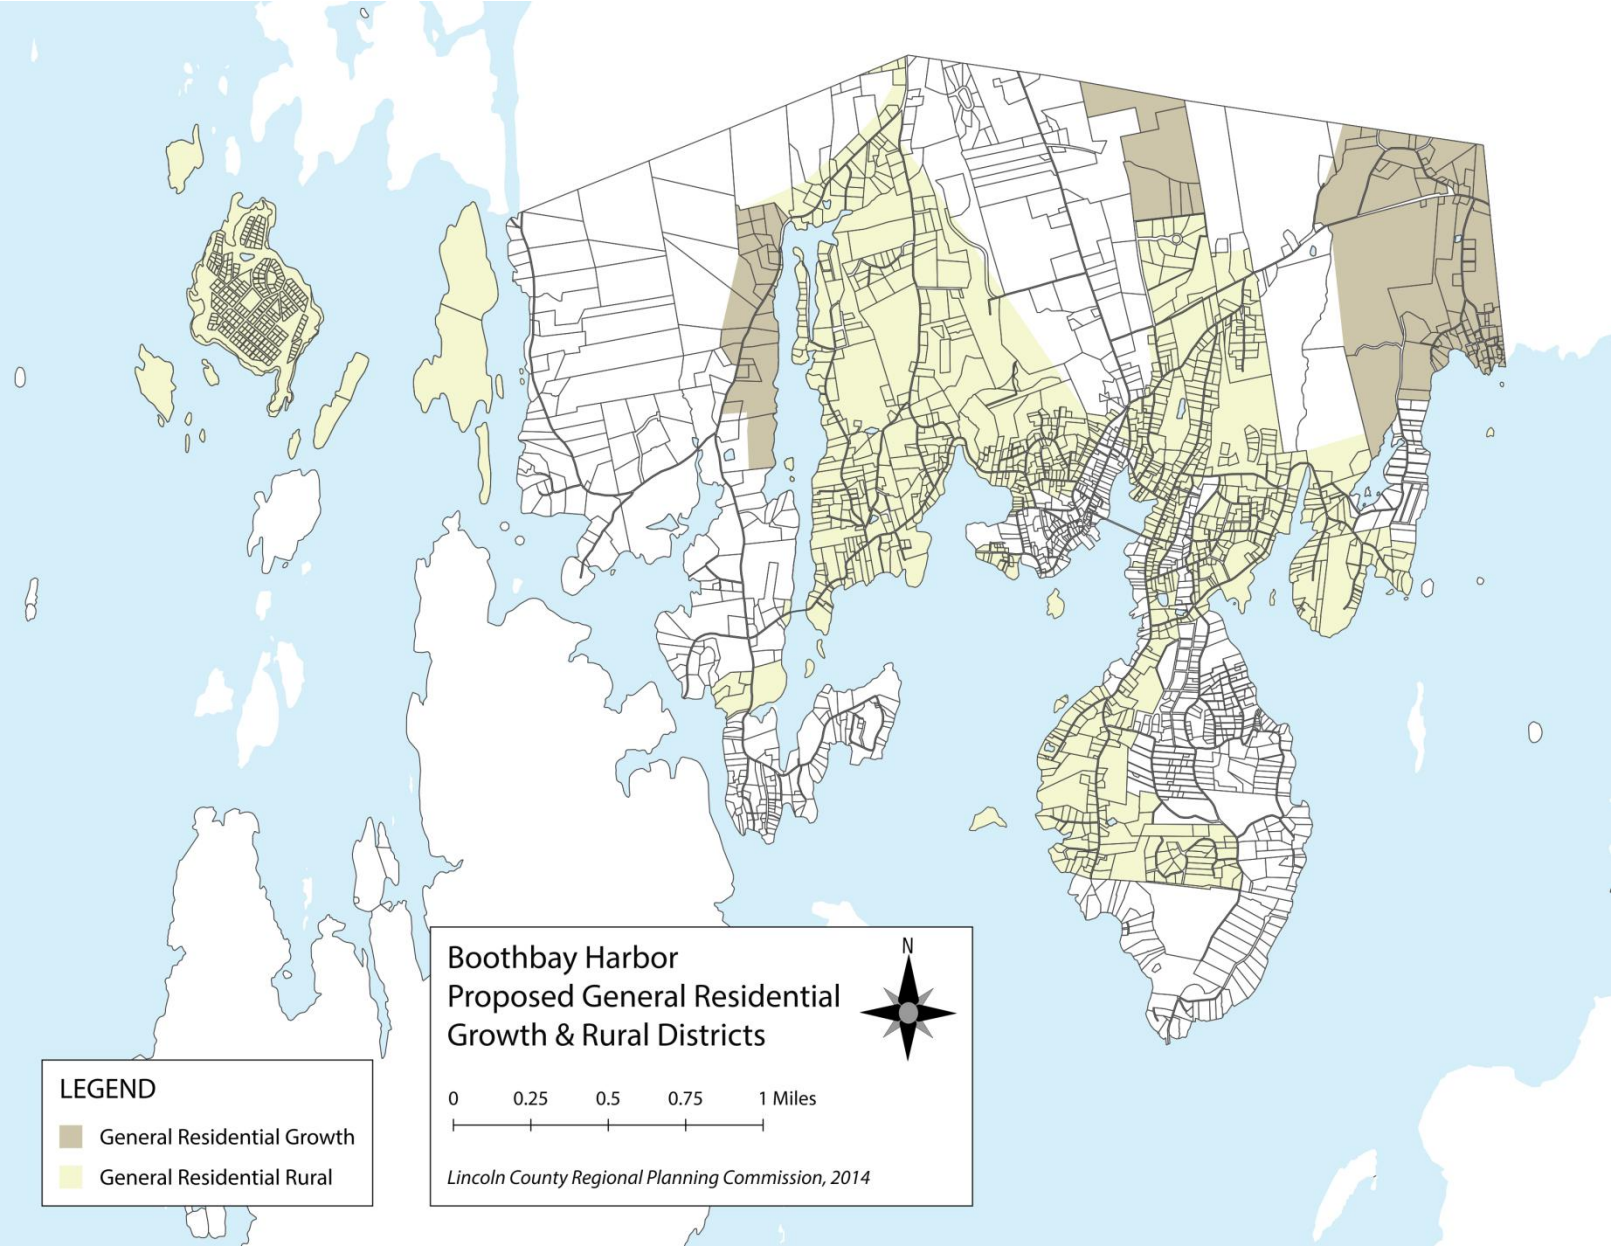 Boothbay Harbor
Proposed General Residential
Growth & Rural Districts
N
0 0.25 0.5 0.75 1 Miles
Lincoln County Regional Planning Commission, 2014
LEGEND
General Residential Growth
General Residential Rural